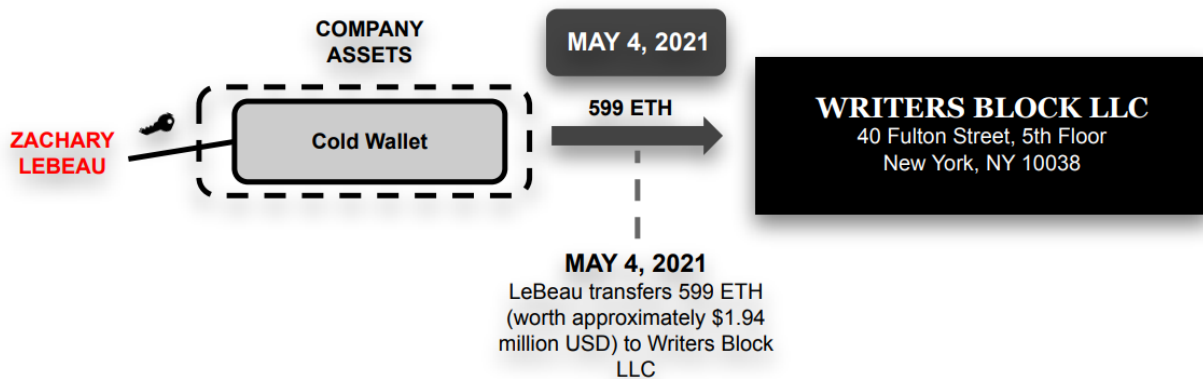 COMPANY
ASSETS
MAY 4, 2021
ZACHARY
LEBEAU
Cold Wallet
599 ETH
WRITERS BLOCK LLC
40 Fulton Street, 5th Floor
New York, NY 10038
MAY 4, 2021
LeBeau transfers 599 ETH
(worth approximately $1.94
million USD) to Writers Block
LLC